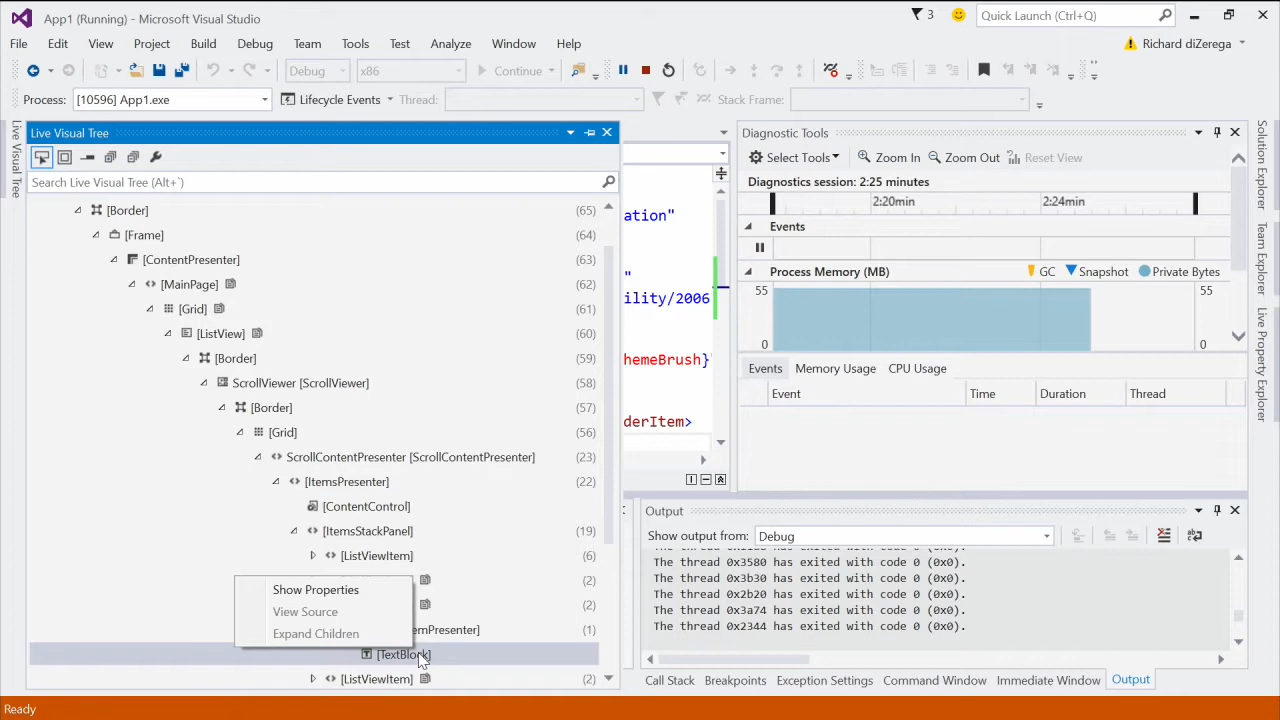 App1 (Running) - Microsoft Visual Studio
3
Quick Launch (Ctrl+Q)
File Edit View Project Build Debug Team Tools Test Analyze Window Help
Richard diZerega
Debug x86 Continue
Process: [10596] App1.exe Lifecycle Events Thread: Stack Frame:
Live Visual Tree
Live Visual Tree
Search Live Visual Tree (Alt+`)
[Border] (65)
[Frame] (64)
[ContentPresenter] (63)
[MainPage] (62)
[Grid] (61)
[ListView] (60)
[Border] (59)
ScrollViewer [ScrollViewer] (58)
[Border] (57)
[Grid] (56)
ScrollContentPresenter [ScrollContentPresenter] (23)
[ItemsPresenter] (22)
[ContentControl]
[ItemsStackPanel] (19)
[ListViewItem] (6)
(2)
(2)
emPresenter] (1)
[TextBlock]
[ListViewItem] (2)
Show Properties
View Source
Expand Children
ation"
"
ility/2006
hemeBrush}"
derItem>
Diagnostic Tools
Select Tools Zoom In Zoom Out Reset View
Diagnostics session: 2:25 minutes
2:20min 2:24min
Events
Process Memory (MB) GC Snapshot Private Bytes
55 55
0 0
Events Memory Usage CPU Usage
Event Time Duration Thread
Output
Show output from: Debug
The thread 0x3580 has exited with code 0 (0x0).
The thread 0x3b30 has exited with code 0 (0x0).
The thread 0x2b20 has exited with code 0 (0x0).
The thread 0x3a74 has exited with code 0 (0x0).
The thread 0x2344 has exited with code 0 (0x0).
Call Stack Breakpoints Exception Settings Command Window Immediate Window Output
Solution Explorer
Team Explorer
Live Property Explorer
Ready